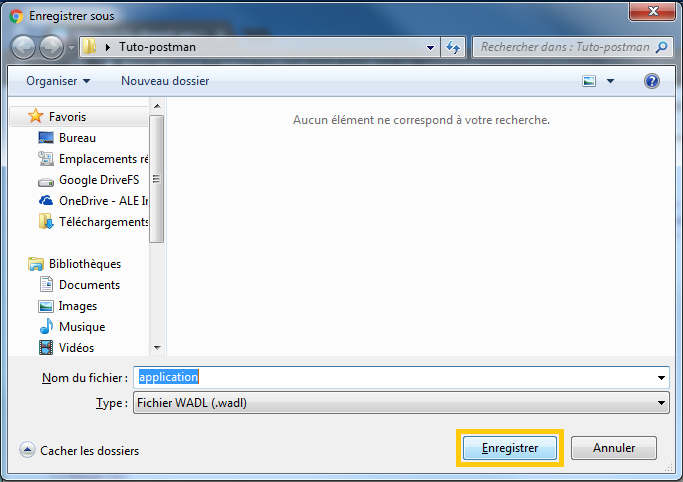 Enregistrer sous
Tuto-postman
Rechercher dans : Tuto-postman
Organiser
Nouveau dossier
Favoris
Bureau
Emplacements ré
Google DriveFS
OneDrive - ALE In
Téléchargements
Bibliothèques
Documents
Images
Musique
Vidéos
Aucun élément ne correspond à votre recherche.
Nom du fichier : application
Type : Fichier WADL (.wadl)
Cacher les dossiers
Enregistrer
Annuler